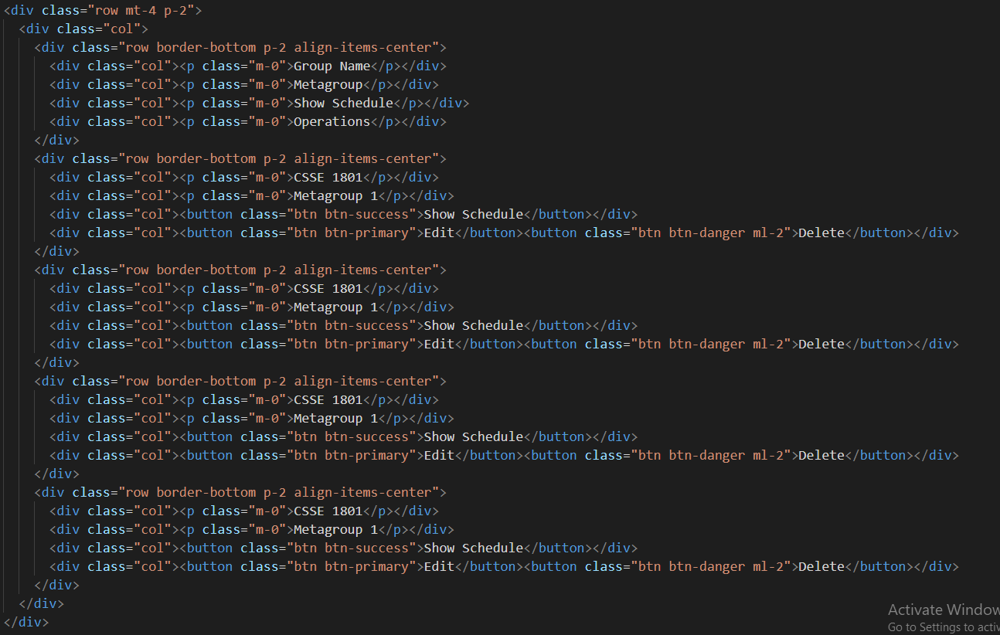 <div class="row mt-4 p-2">
  <div class="col">
    <div class="row border-bottom p-2 align-items-center">
      <div class="col"><p class="m-0">Group Name</p></div>
      <div class="col"><p class="m-0">Metagroup</p></div>
      <div class="col"><p class="m-0">Show Schedule</p></div>
      <div class="col"><p class="m-0">Operations</p></div>
    </div>
    <div class="row border-bottom p-2 align-items-center">
      <div class="col"><p class="m-0">CSSE 1801</p></div>
      <div class="col"><p class="m-0">Metagroup 1</p></div>
      <div class="col"><button class="btn btn-success">Show Schedule</button></div>
      <div class="col"><button class="btn btn-primary">Edit</button><button class="btn btn-danger ml-2">Delete</button></div>
    </div>
    <div class="row border-bottom p-2 align-items-center">
      <div class="col"><p class="m-0">CSSE 1801</p></div>
      <div class="col"><p class="m-0">Metagroup 1</p></div>
      <div class="col"><button class="btn btn-success">Show Schedule</button></div>
      <div class="col"><button class="btn btn-primary">Edit</button><button class="btn btn-danger ml-2">Delete</button></div>
    </div>
    <div class="row border-bottom p-2 align-items-center">
      <div class="col"><p class="m-0">CSSE 1801</p></div>
      <div class="col"><p class="m-0">Metagroup 1</p></div>
      <div class="col"><button class="btn btn-success">Show Schedule</button></div>
      <div class="col"><button class="btn btn-primary">Edit</button><button class="btn btn-danger ml-2">Delete</button></div>
    </div>
    <div class="row border-bottom p-2 align-items-center">
      <div class="col"><p class="m-0">CSSE 1801</p></div>
      <div class="col"><p class="m-0">Metagroup 1</p></div>
      <div class="col"><button class="btn btn-success">Show Schedule</button></div>
      <div class="col"><button class="btn btn-primary">Edit</button><button class="btn btn-danger ml-2">Delete</button></div>
    </div>
  </div>
</div>
Activate Window
Go to Settings to activ